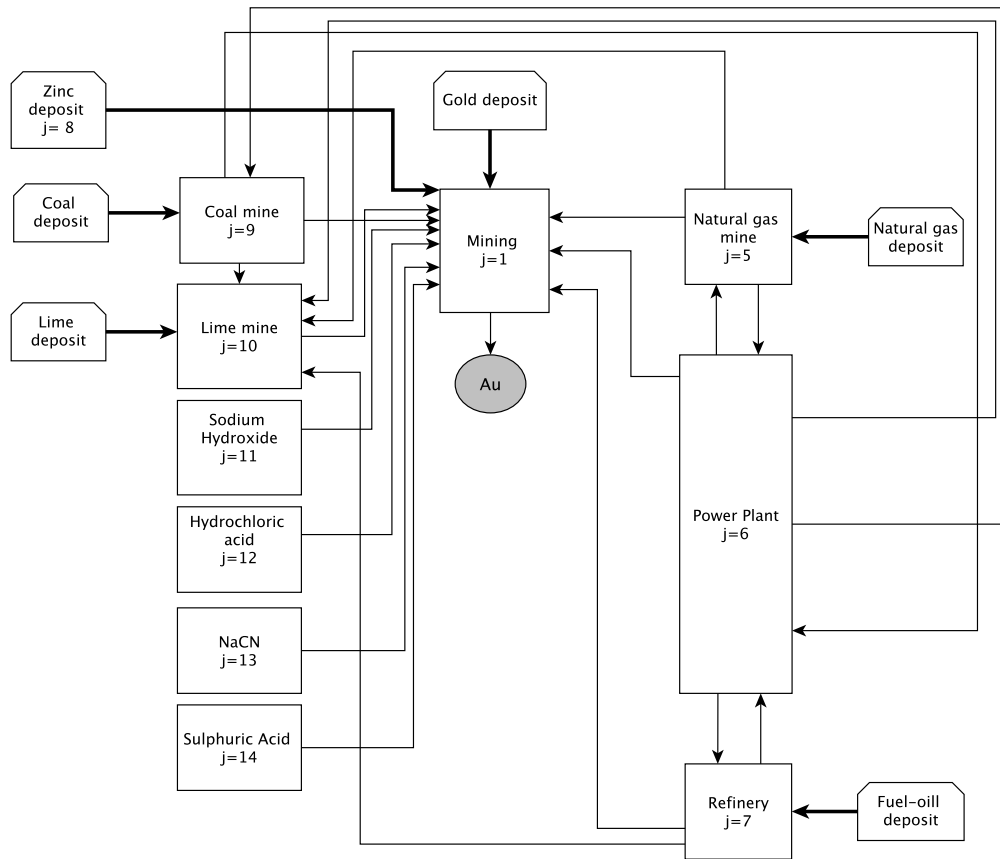 Zinc
deposit
j= 8
Gold deposit
Coal
deposit
Coal mine
j=9
Mining
j=1
Natural gas
mine
j=5
Natural gas
deposit
Lime
deposit
Lime mine
j=10
Au
Sodium
Hydroxide
j=11
Hydrochloric
acid
j=12
Power Plant
j=6
NaCN
j=13
Sulphuric Acid
j=14
Refinery
j=7
Fuel-oill
deposit